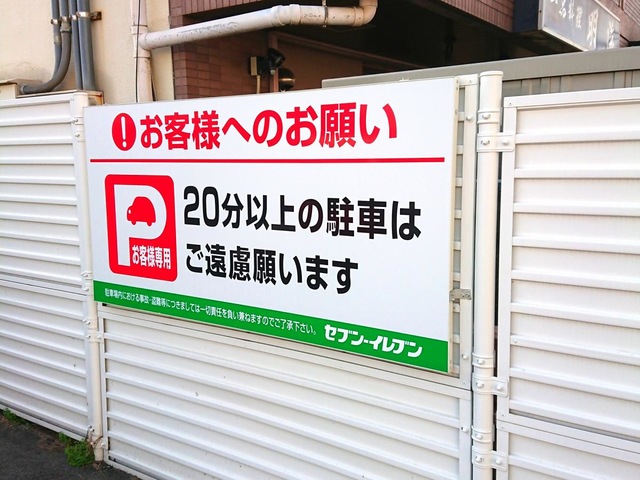 ！お客様へのお願い
P
お客様専用
20分以上の駐車は
ご遠慮願います
駐車場内における事故・盗難等につきましては一切責任を負い兼ねますのでご了承下さい。
セブン-イレブン